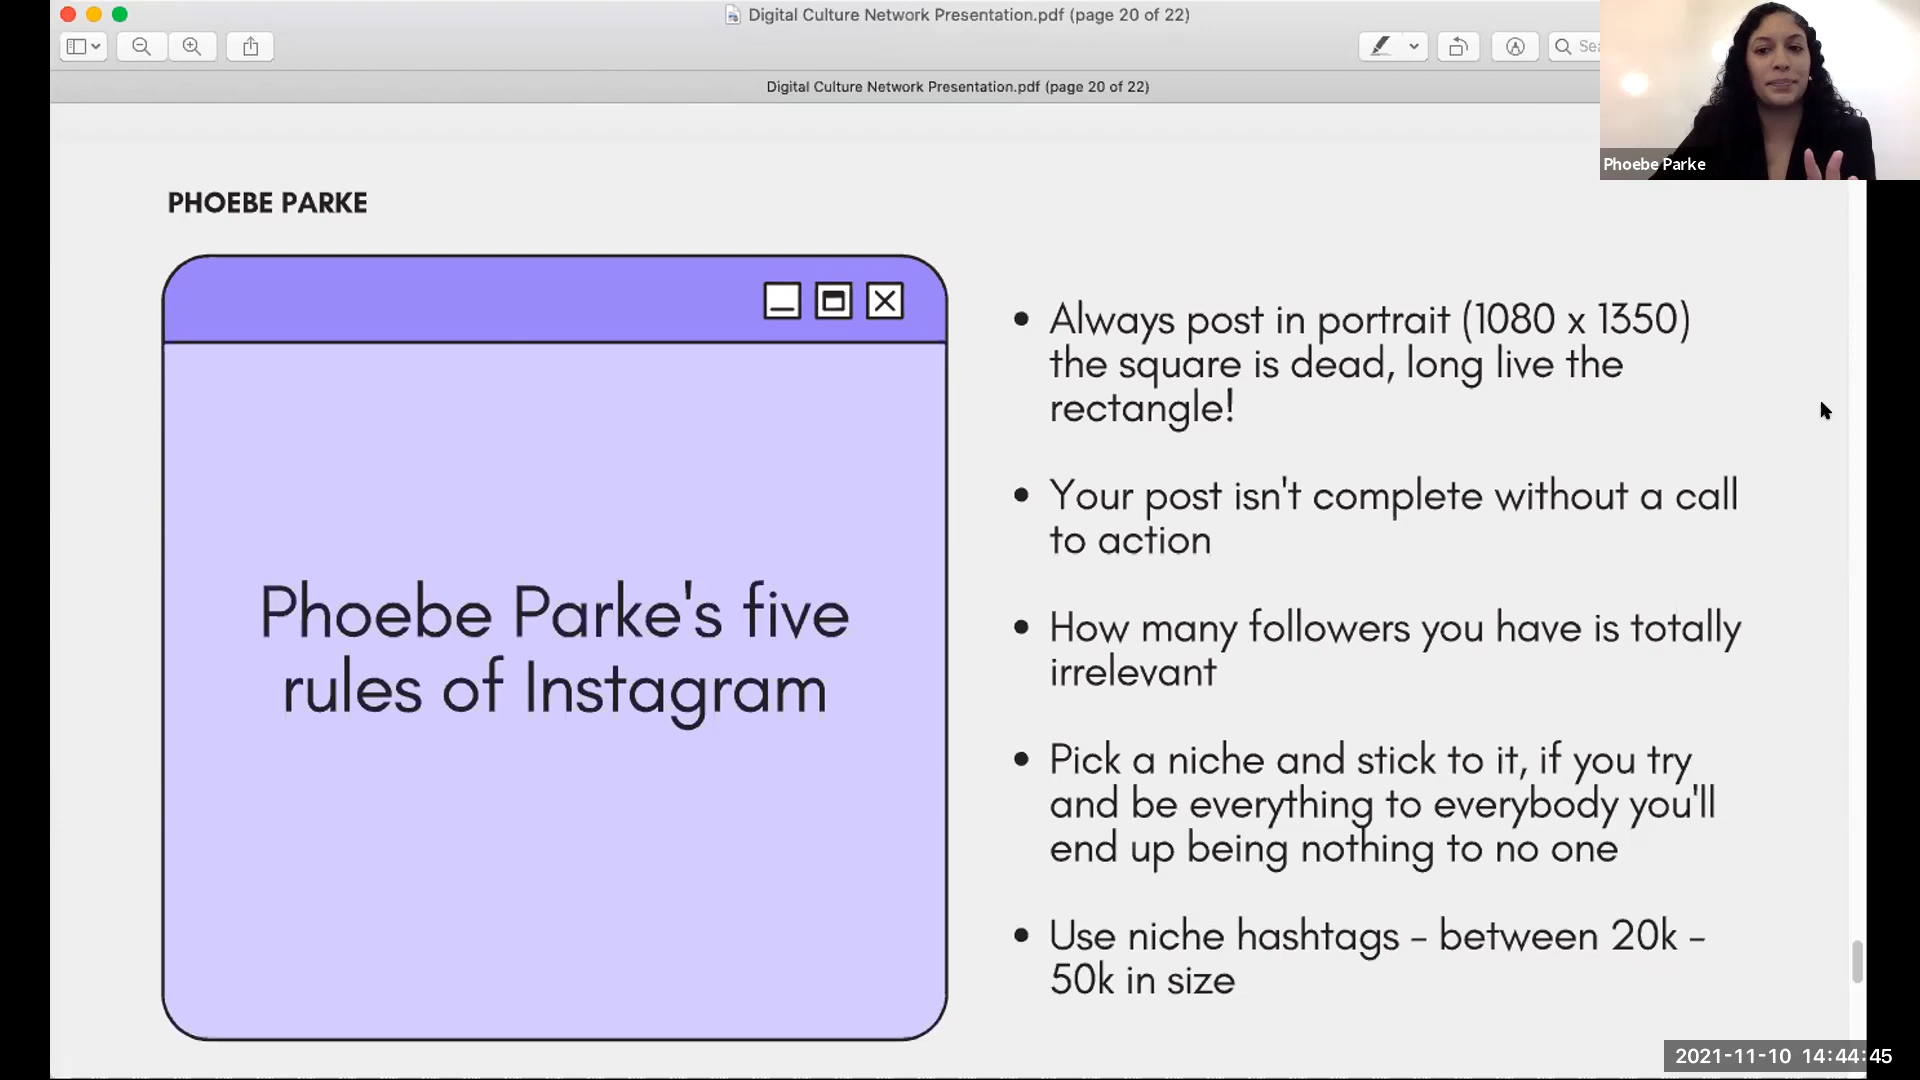 Digital Culture Network Presentation.pdf (page 20 of 22)
Digital Culture Network Presentation.pdf (page 20 of 22)
Phoebe Parke
PHOEBE PARKE
Phoebe Parke's five
rules of Instagram
• Always post in portrait (1080 x 1350)
the square is dead, long live the
rectangle!
• Your post isn't complete without a call
to action
• How many followers you have is totally
irrelevant
• Pick a niche and stick to it, if you try
and be everything to everybody you'll
end up being nothing to no one
• Use niche hashtags - between 20k -
50k in size
2021-11-10 14:44:45